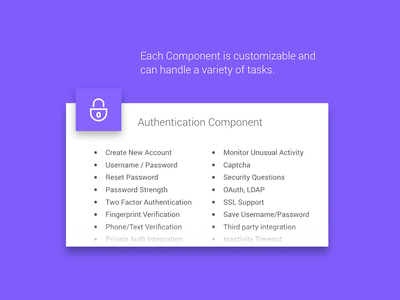 Each Component is customizable and
can handle a variety of tasks.
Authentication Component
Create New Account
Username / Password
Reset Password
Password Strength
Two Factor Authentication
Fingerprint Verification
Phone/Text Verification
Private Auth Integration
Monitor Unusual Activity
Captcha
Security Questions
OAuth, LDAP
SSL Support
Save Username/Password
Third party integration
Inactivity Timeout